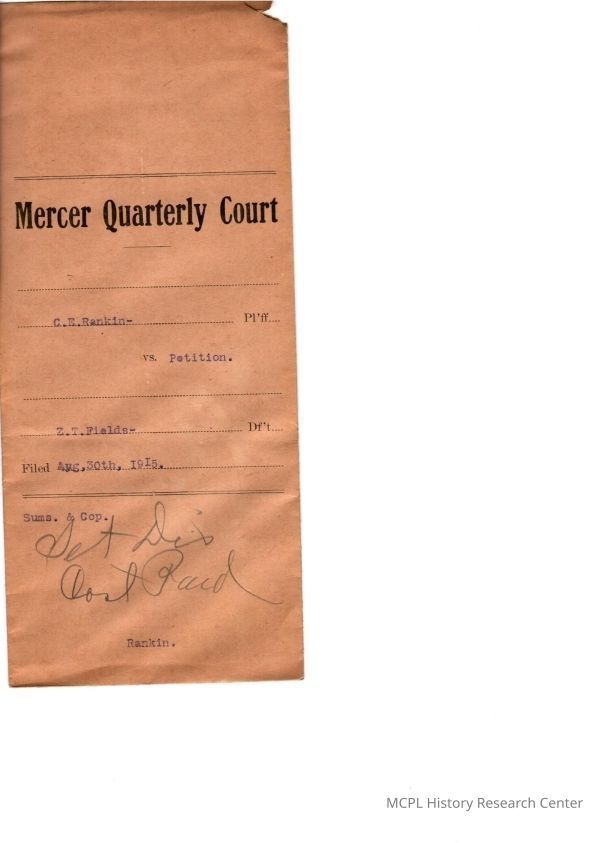 Mercer Quarterly Court
C.E.Rankin- Pl'ff
vs. Petition.
Z.T.Fields- Df't
Filed Aug,30th, 1915.
Sums. & Cop.
Set Dis
Cost Paid
Rankin.
MCPL History Research Center